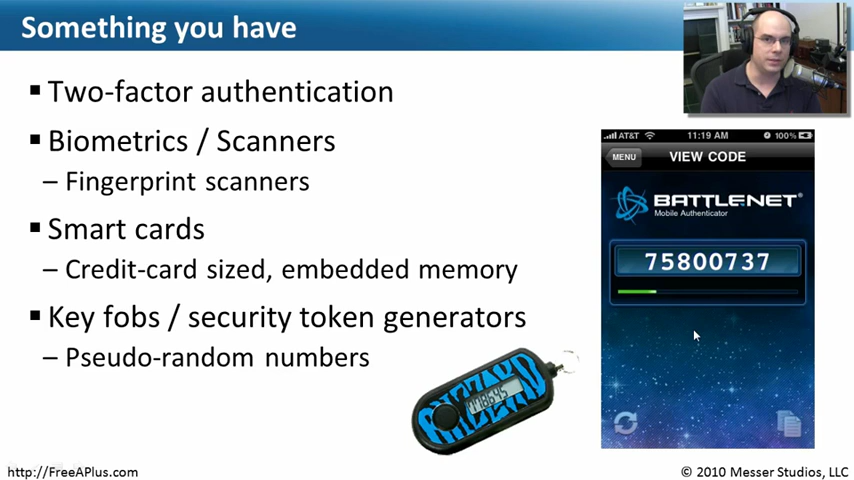 Something you have
▪ Two-factor authentication
▪ Biometrics / Scanners
– Fingerprint scanners
▪ Smart cards
– Credit-card sized, embedded memory
▪ Key fobs / security token generators
– Pseudo-random numbers
AT&T 11:19 AM 100%
MENU VIEW CODE
BATTLE.NET®
Mobile Authenticator
75800737
BLIZZARD
http://FreeAPlus.com
© 2010 Messer Studios, LLC